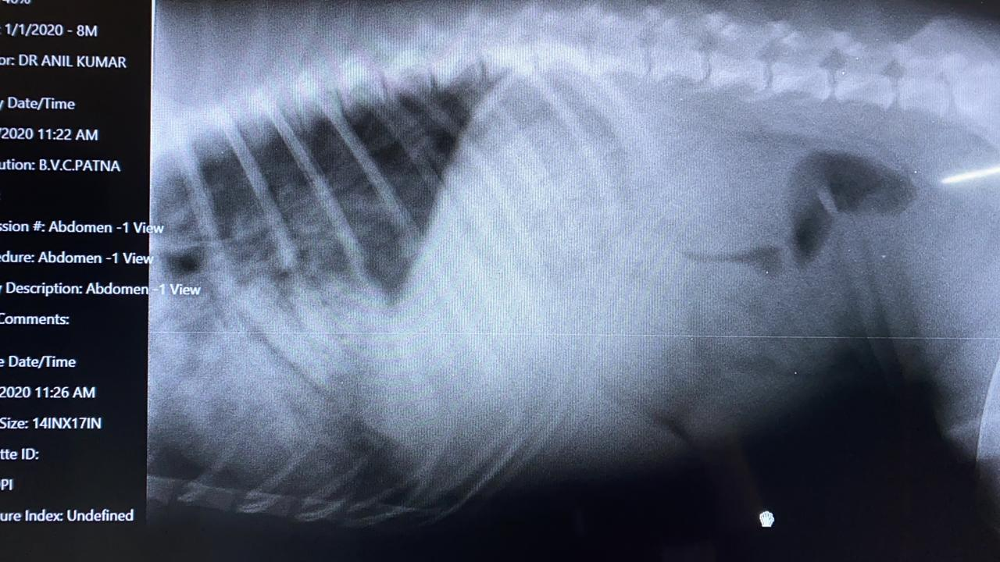 : 1/1/2020 - 8M
or: DR ANIL KUMAR
y Date/Time
/2020 11:22 AM
ution: B.V.C.PATNA
:
ssion #: Abdomen -1 View
edure: Abdomen -1 View
y Description: Abdomen -1 View
Comments:
e Date/Time
2020 11:26 AM
Size: 14INX17IN
tte ID:
PI
ure Index: Undefined